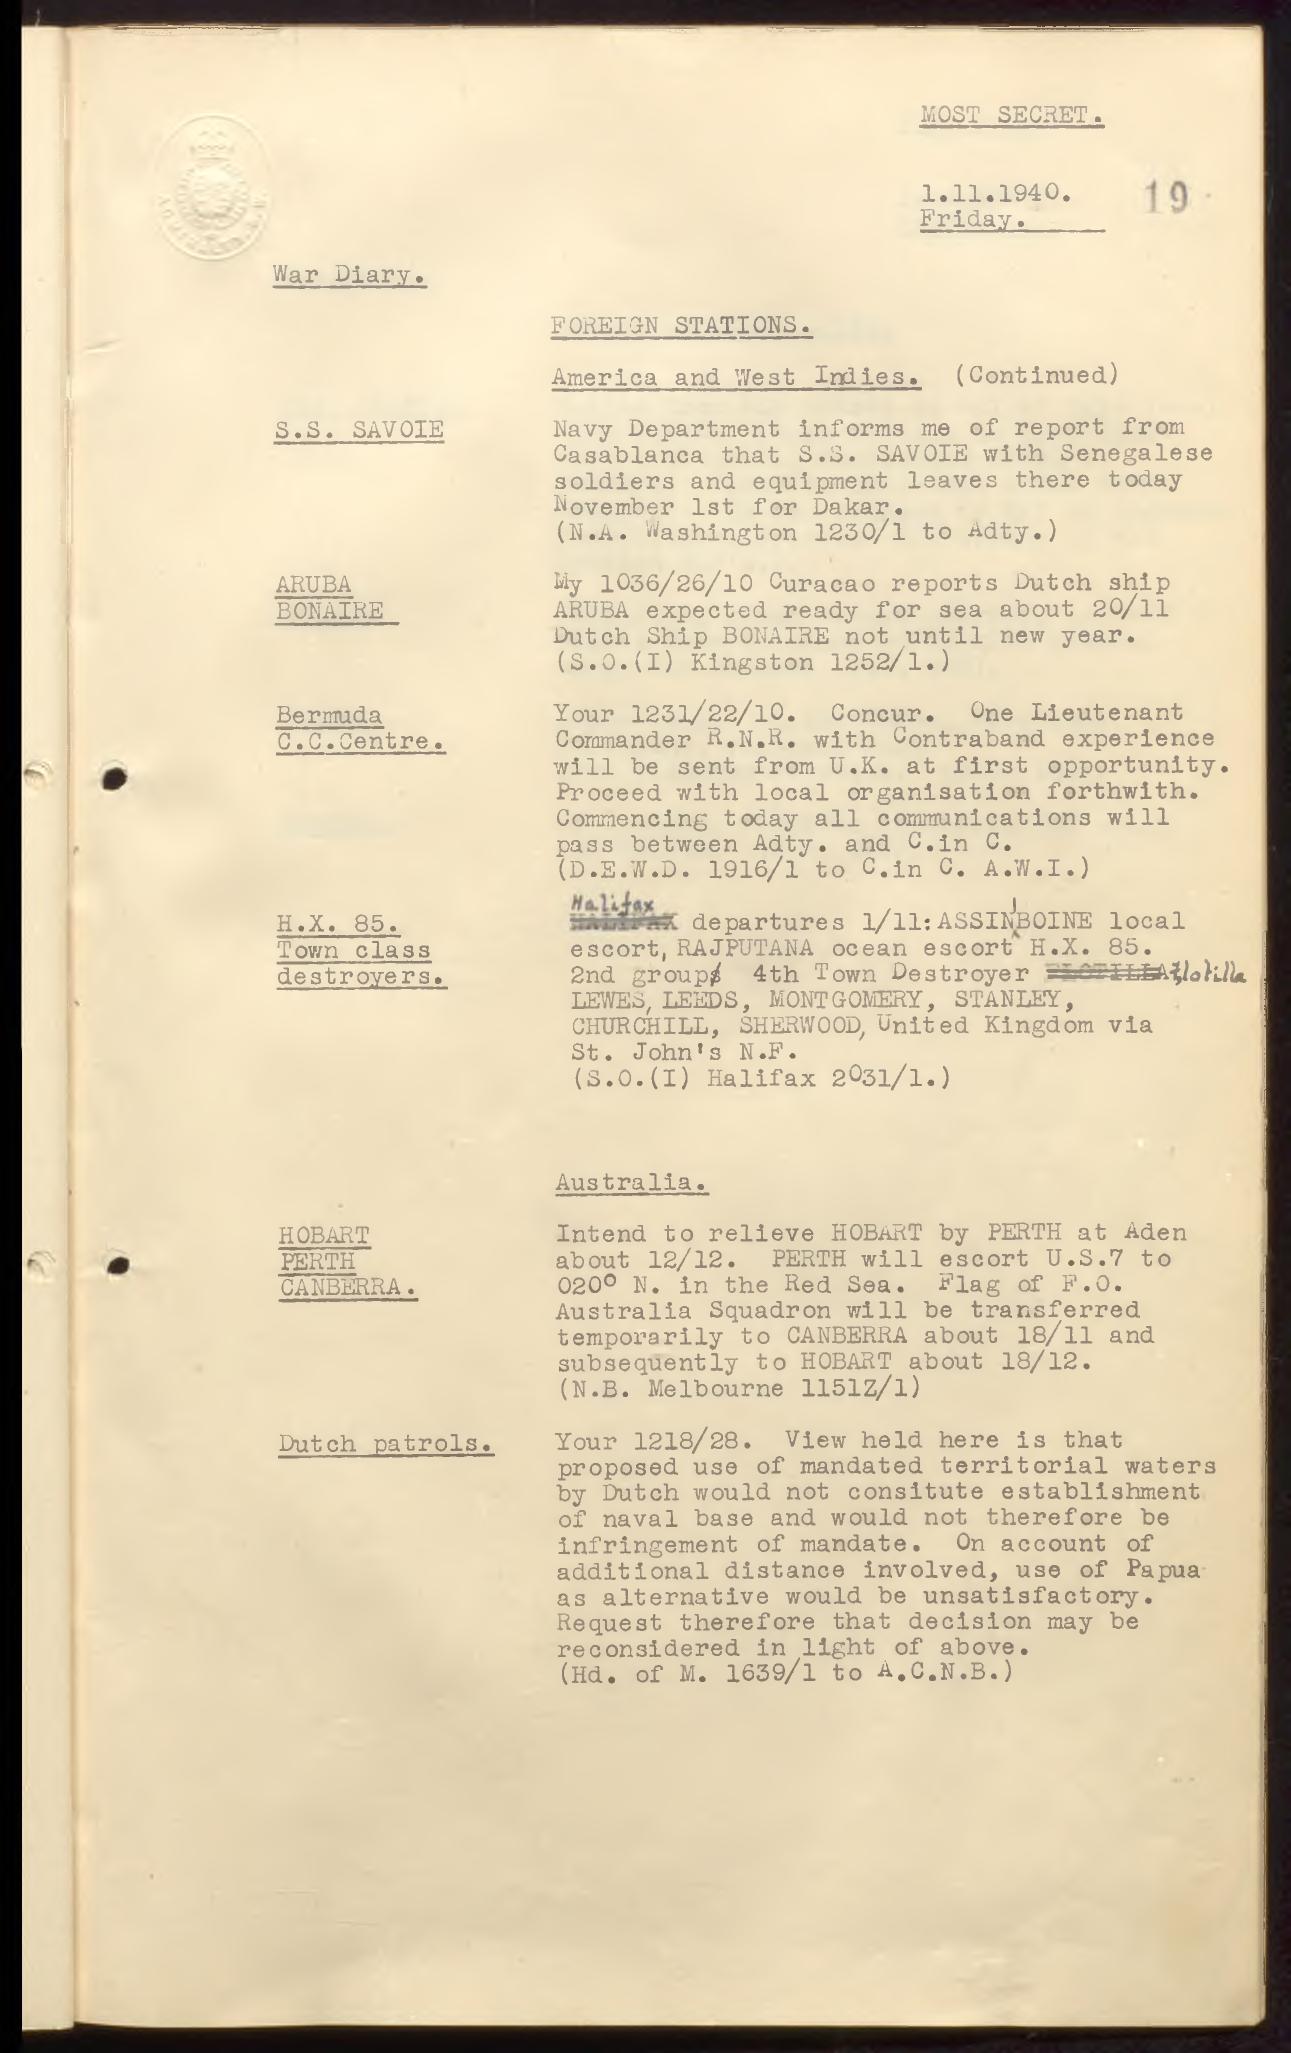 MOST SECRET.
1.11.1940.
19
Friday.
War Diary.
FOREIGN STATIONS.
America and West Indies. (Continued)
S.S. SAVOIE
Navy Department informs me of report from
Casablanca that S.S. SAVOIE with Senegalese
soldiers and equipment leaves there today
November 1st for Dakar.
(N.A. Washington 1230/1 to Adty.)
ARUBA
BONAIRE
My 1036/26/10 Curacao reports Dutch ship
ARUBA expected ready for sea about 20/11
Dutch Ship BONAIRE not until new year.
(S.O.(I) Kingston 1252/1.)
Bermuda
C.C.Centre.
Your 1231/22/10. Concur. One Lieutenant
Commander R.N.R. with Contraband experience
will be sent from U.K. at first opportunity.
Proceed with local organisation forthwith.
Commencing today all communications will
pass between Adty. and C.in C.
(D.E.W.D. 1916/1 to C.in C. A.W.I.)
H.X. 85.
Town class
destroyers.
Halifax
HALIFAX departures 1/11: ASSINBOINE local
escort, RAJPUTANA ocean escort H.X. 85.
2nd group 4th Town Destroyer FLOTILLA flotilla
LEWES, LEEDS, MONTGOMERY, STANLEY,
CHURCHILL, SHERWOOD, United Kingdom via
St. John's N.F.
(S.O.(I) Halifax 2031/1.)
Australia.
HOBART
PERTH
CANBERRA.
Intend to relieve HOBART by PERTH at Aden
about 12/12. PERTH will escort U.S.7 to
020° N. in the Red Sea. Flag of F.O.
Australia Squadron will be transferred
temporarily to CANBERRA about 18/11 and
subsequently to HOBART about 18/12.
(N.B. Melbourne 1151Z/1)
Dutch patrols.
Your 1218/28. View held here is that
proposed use of mandated territorial waters
by Dutch would not consitute establishment
of naval base and would not therefore be
infringement of mandate. On account of
additional distance involved, use of Papua
as alternative would be unsatisfactory.
Request therefore that decision may be
reconsidered in light of above.
(Hd. of M. 1639/1 to A.C.N.B.)